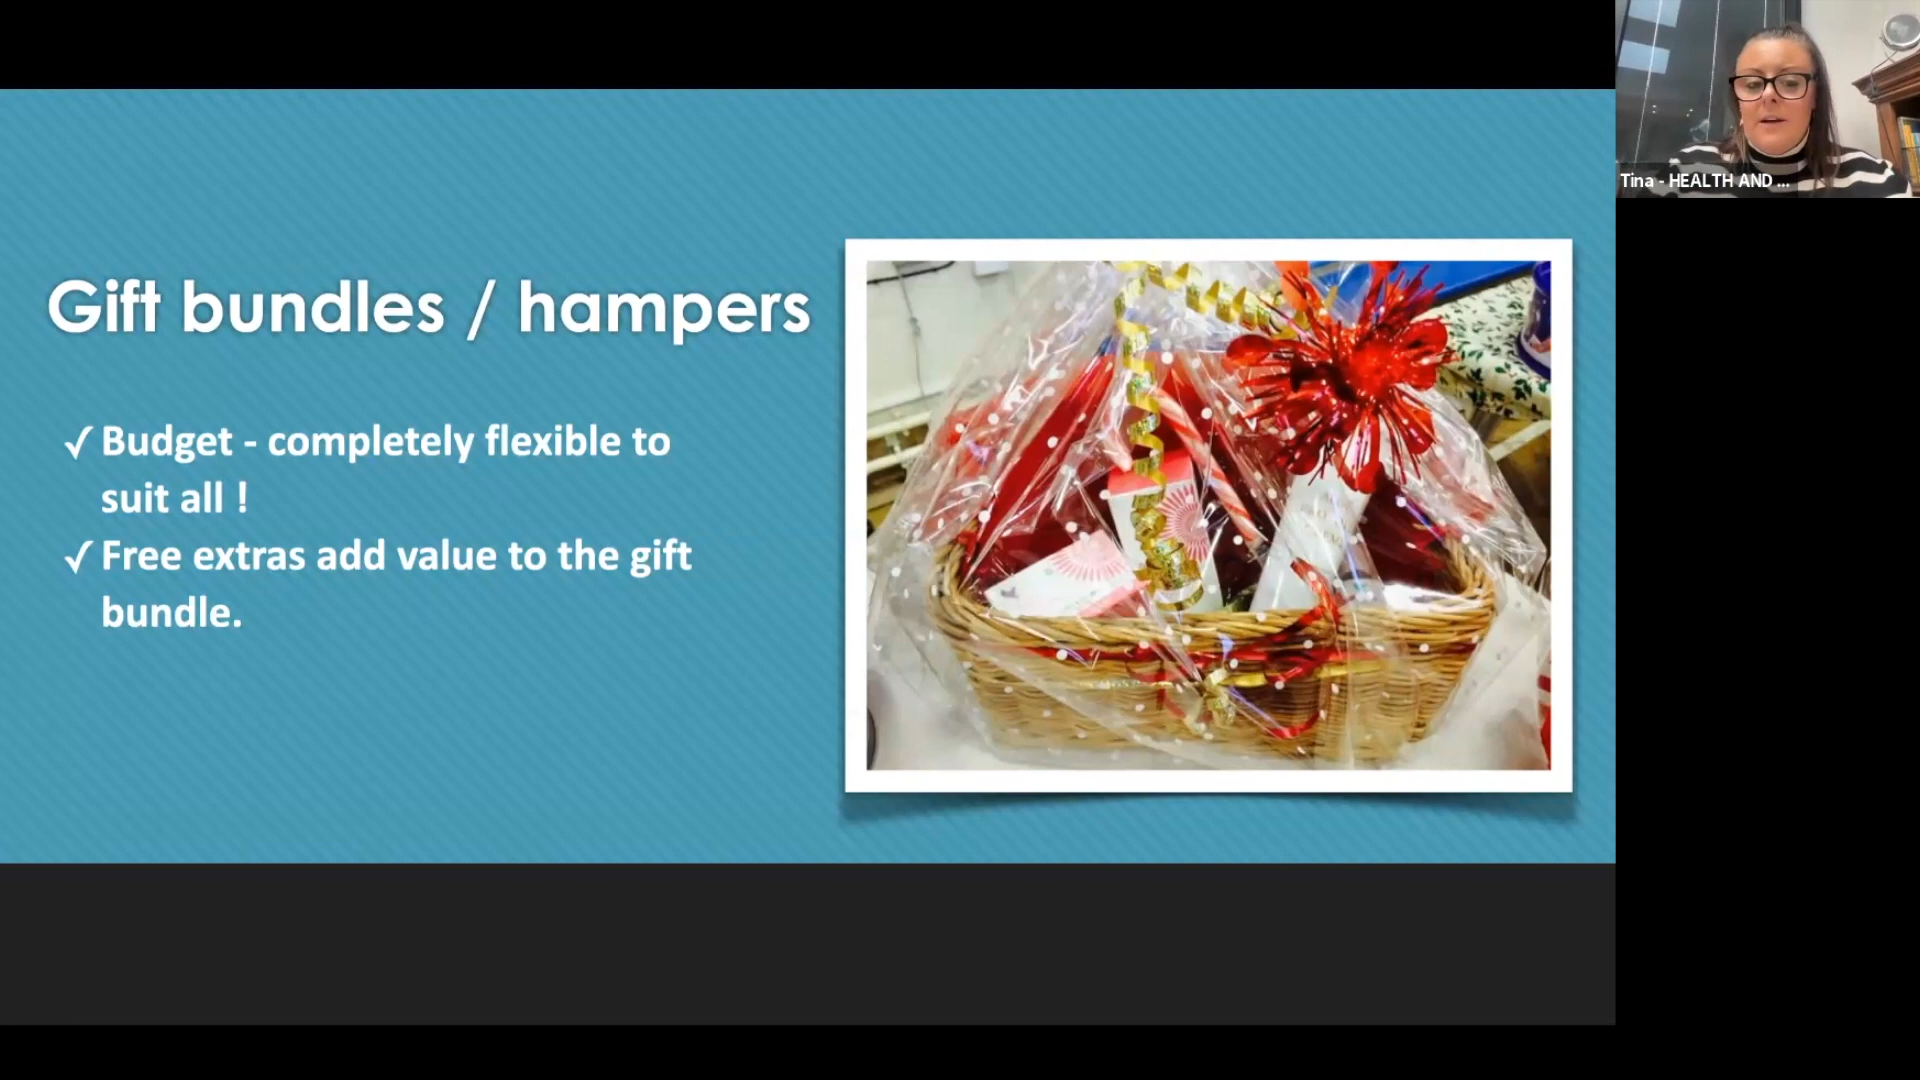 Gift bundles / hampers
✓ Budget - completely flexible to
suit all !
✓ Free extras add value to the gift
bundle.
Tina - HEALTH AND ...